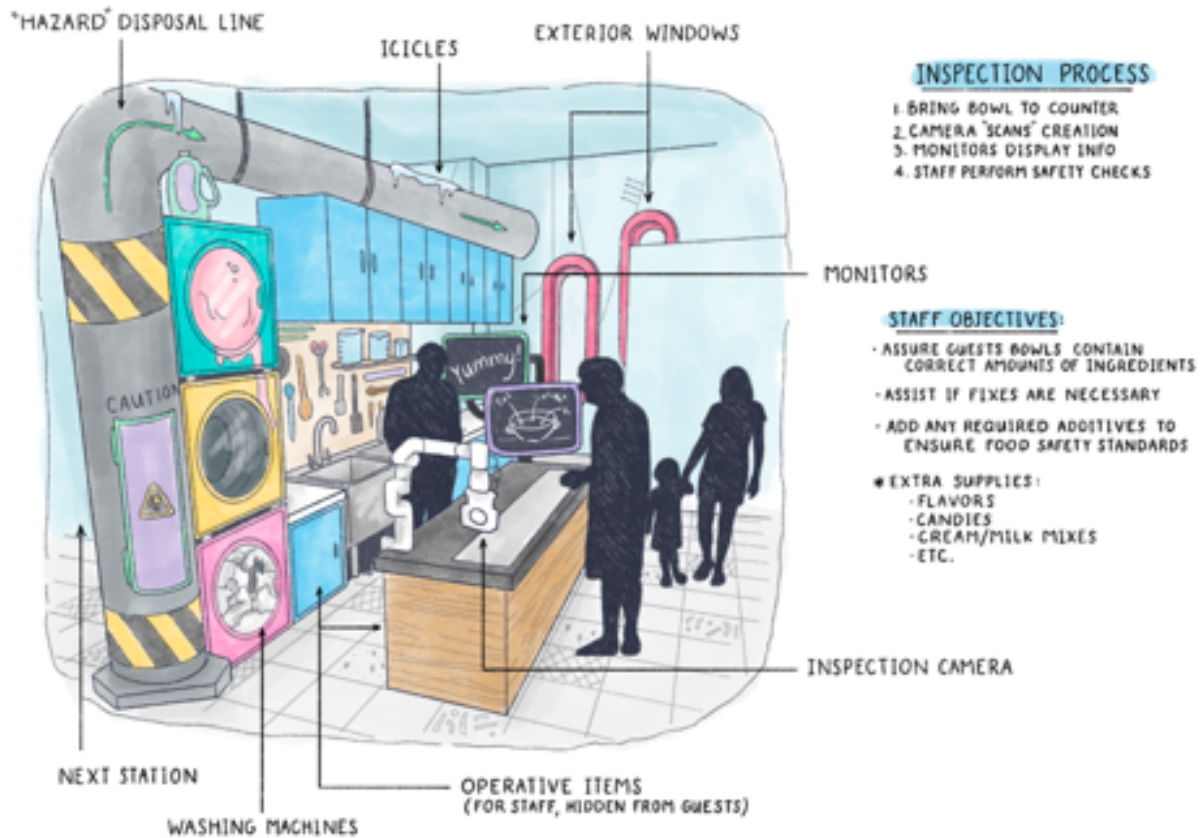 "HAZARD" DISPOSAL LINE
ICICLES
EXTERIOR WINDOWS
INSPECTION PROCESS
1. BRING BOWL TO COUNTER
2. CAMERA "SCANS" CREATION
3. MONITORS DISPLAY INFO
4. STAFF PERFORM SAFETY CHECKS
MONITORS
STAFF OBJECTIVES:
· ASSURE GUESTS BOWLS CONTAIN
CORRECT AMOUNTS OF INGREDIENTS
· ASSIST IF FIXES ARE NECESSARY
· ADD ANY REQUIRED ADDITIVES TO
ENSURE FOOD SAFETY STANDARDS
* EXTRA SUPPLIES:
· FLAVORS
· CANDIES
· CREAM/MILK MIXES
· ETC.
Yummy!
CAUTION
INSPECTION CAMERA
NEXT STATION
OPERATIVE ITEMS
(FOR STAFF, HIDDEN FROM GUESTS)
WASHING MACHINES